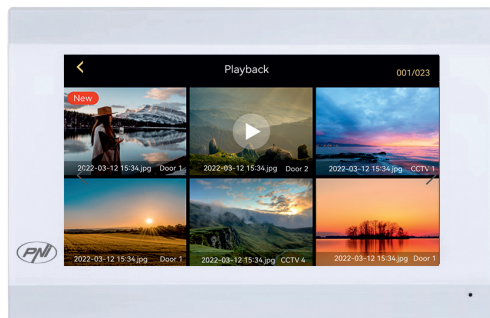 Playback
001/023
New
2022-03-12 15:34.jpg Door 1
2022-03-12 15:34.jpg Door 2
2022-03-12 15:34.jpg CCTV 1
2022-03-12 15:34.jpg Door 1
2022-03-12 15:34.jpg CCTV 4
2022-03-12 15:34.jpg Door 1
PNI